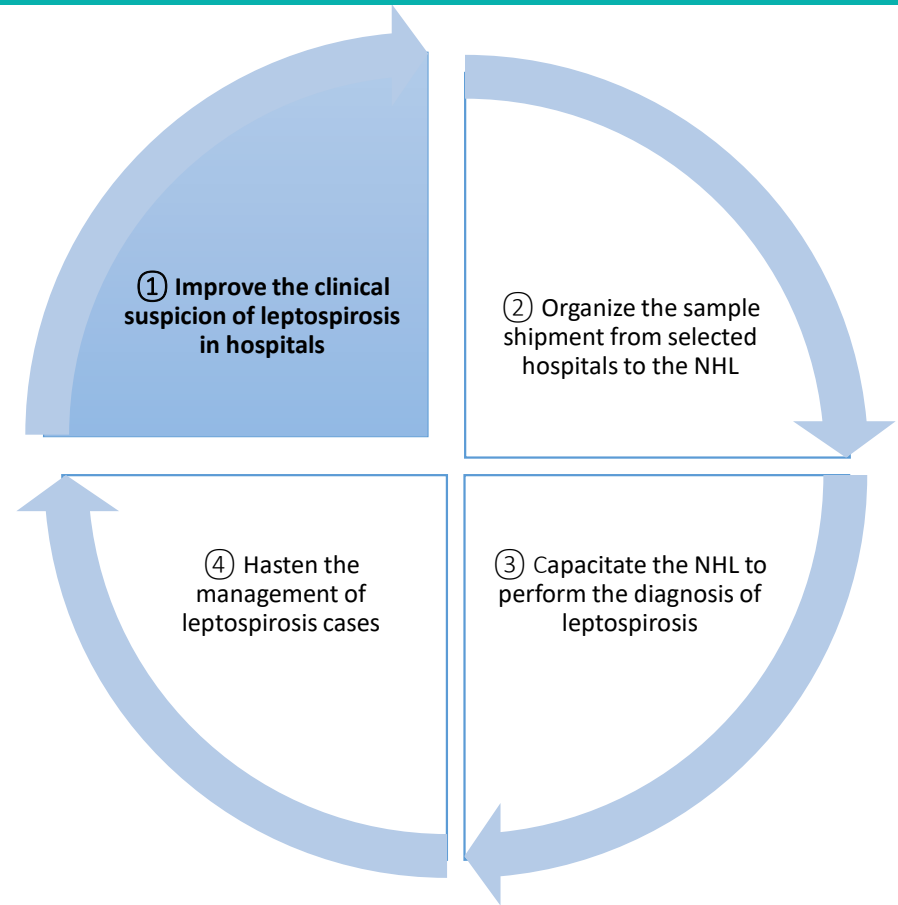 ① Improve the clinical
suspicion of leptospirosis
in hospitals
② Organize the sample
shipment from selected
hospitals to the NHL
③ Capacitate the NHL to
perform the diagnosis of
leptospirosis
④ Hasten the
management of
leptospirosis cases